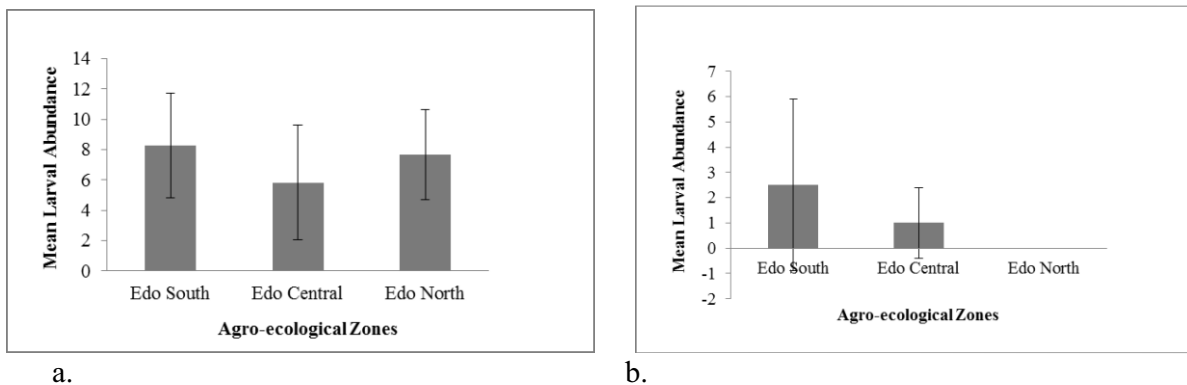 14
12
10
8
6
4
2
0
Mean Larval Abundance
Edo South Edo Central Edo North
Agro-ecological Zones
a.
7
6
5
4
3
2
1
0
-1
-2
Mean Larval Abundance
Edo South Edo Central Edo North
Agro-ecological Zones
b.